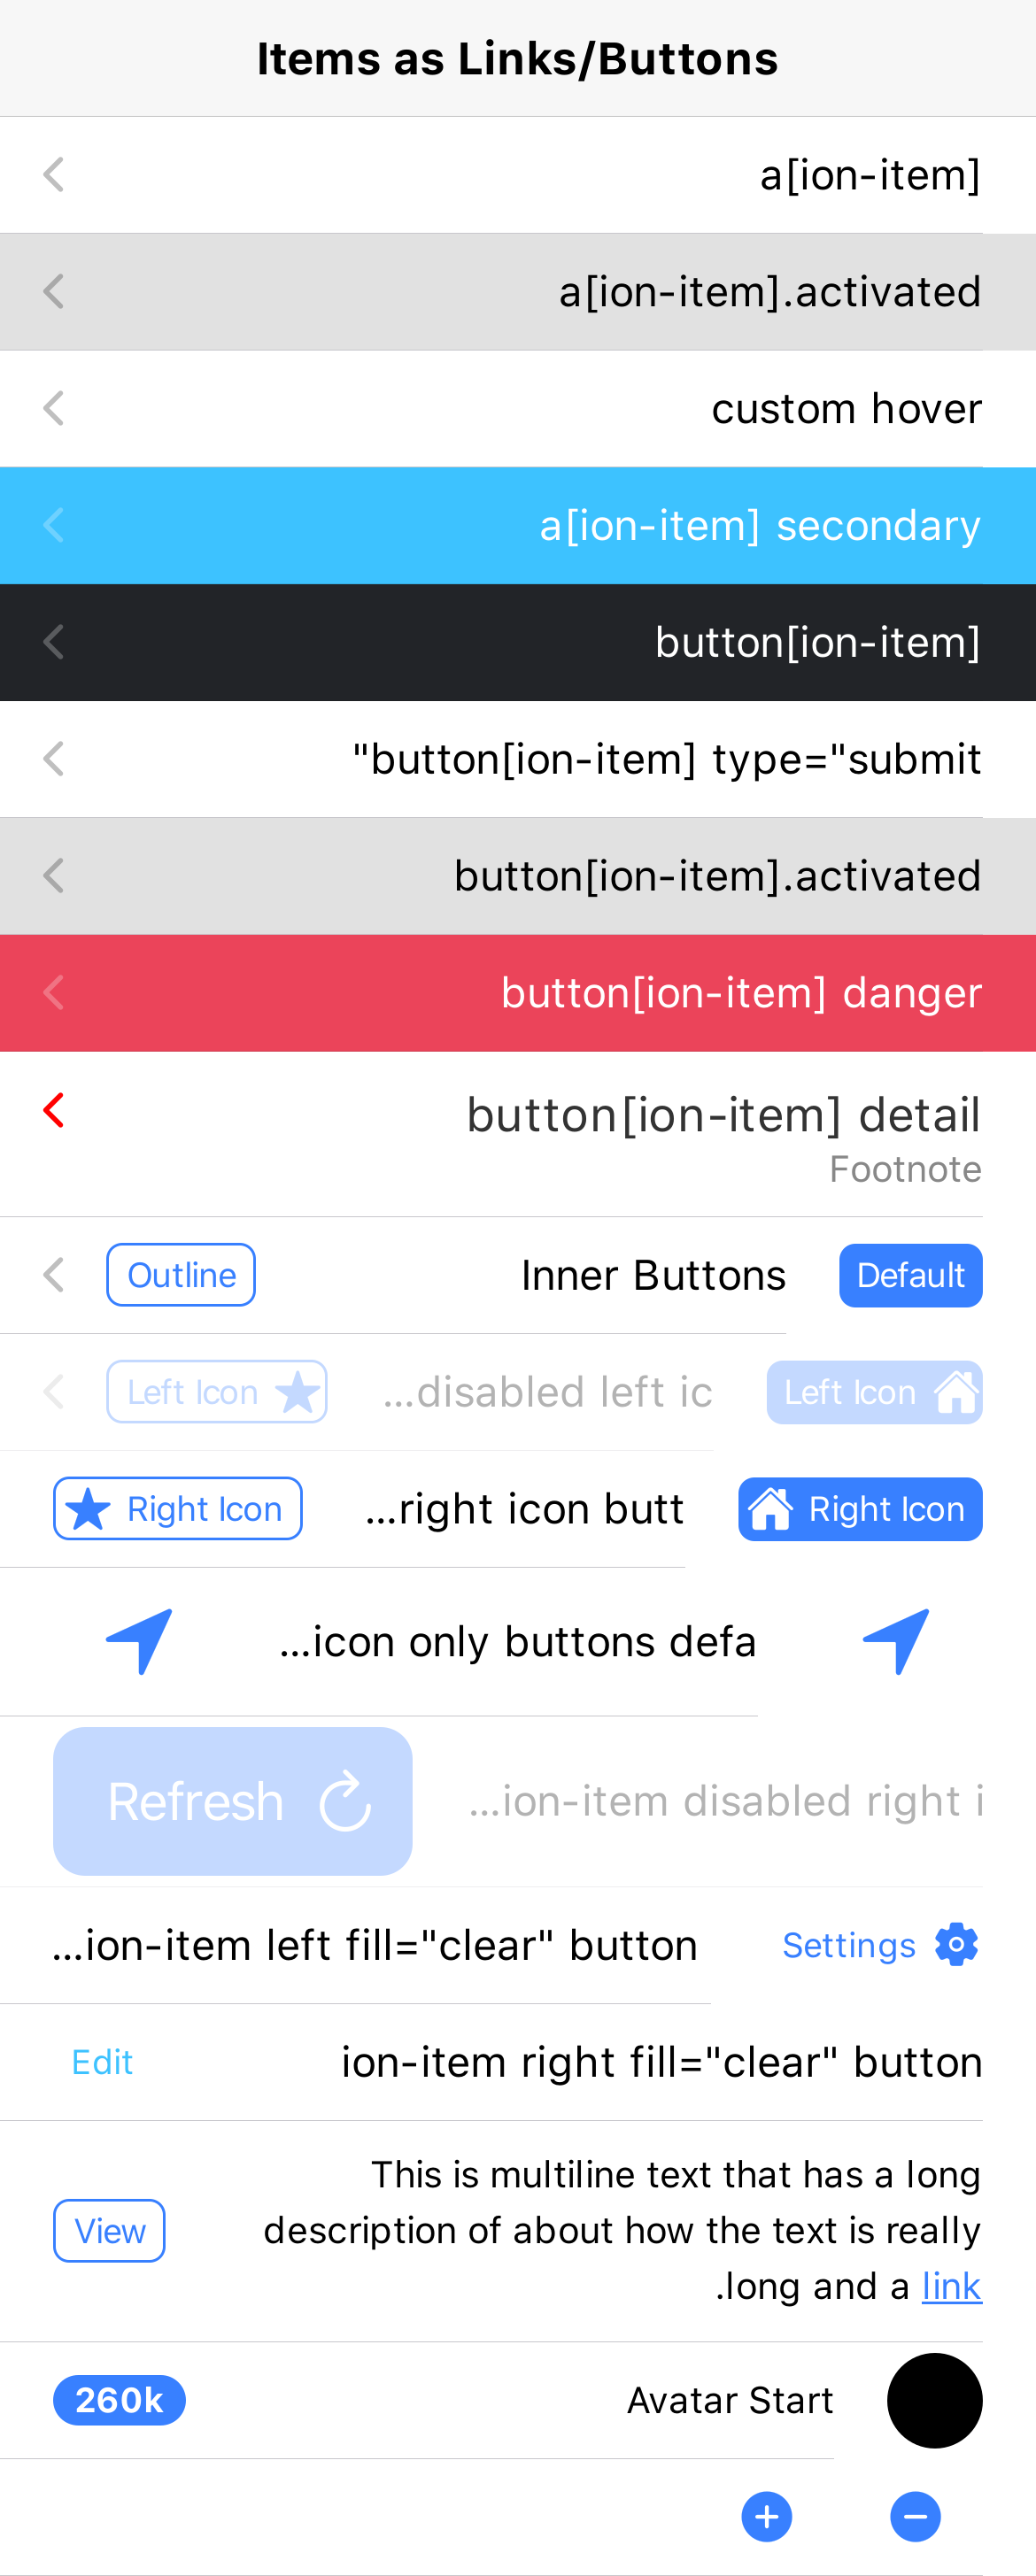 Items as Links/Buttons
a[ion-item]
a[ion-item].activated
custom hover
a[ion-item] secondary
button[ion-item]
"button[ion-item] type="submit
button[ion-item].activated
button[ion-item] danger
button[ion-item] detail
Footnote
Outline Inner Buttons Default
Left Icon ...disabled left ic Left Icon
Right Icon ...right icon butt Right Icon
...icon only buttons defa
Refresh ...ion-item disabled right i
...ion-item left fill="clear" button Settings
Edit ion-item right fill="clear" button
This is multiline text that has a long
View description of about how the text is really
.long and a link
260k Avatar Start